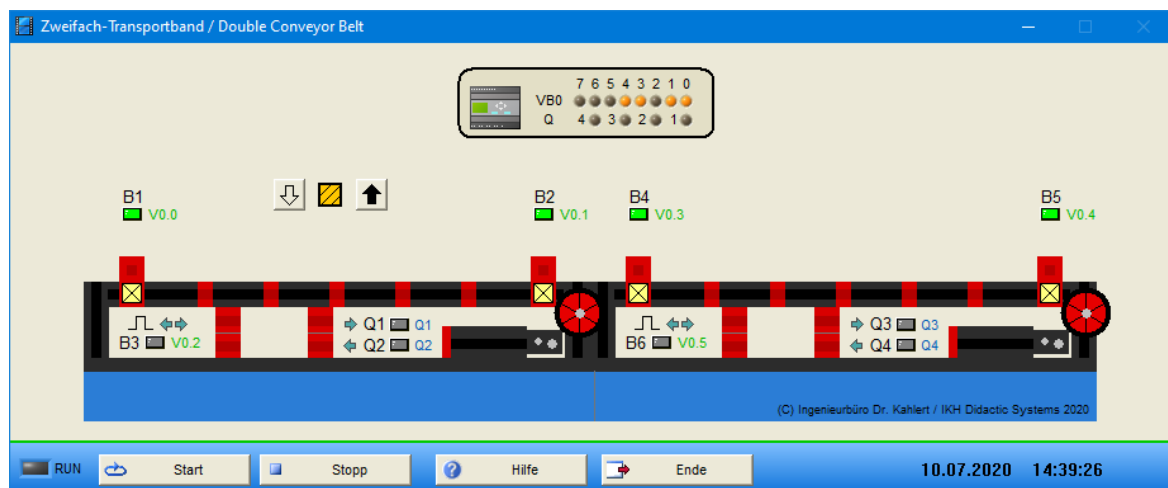 Zweifach-Transportband / Double Conveyor Belt
7 6 5 4 3 2 1 0
VB0
Q 4 3 2 1
B1 B2 B4 B5
V0.0 V0.1 V0.3 V0.4
Q1 Q1 Q3 Q3
B3 V0.2 Q2 Q2 B6 V0.5 Q4 Q4
(C) Ingenieurbüro Dr. Kahlert / IKH Didactic Systems 2020
RUN Start Stopp Hilfe Ende 10.07.2020 14:39:26